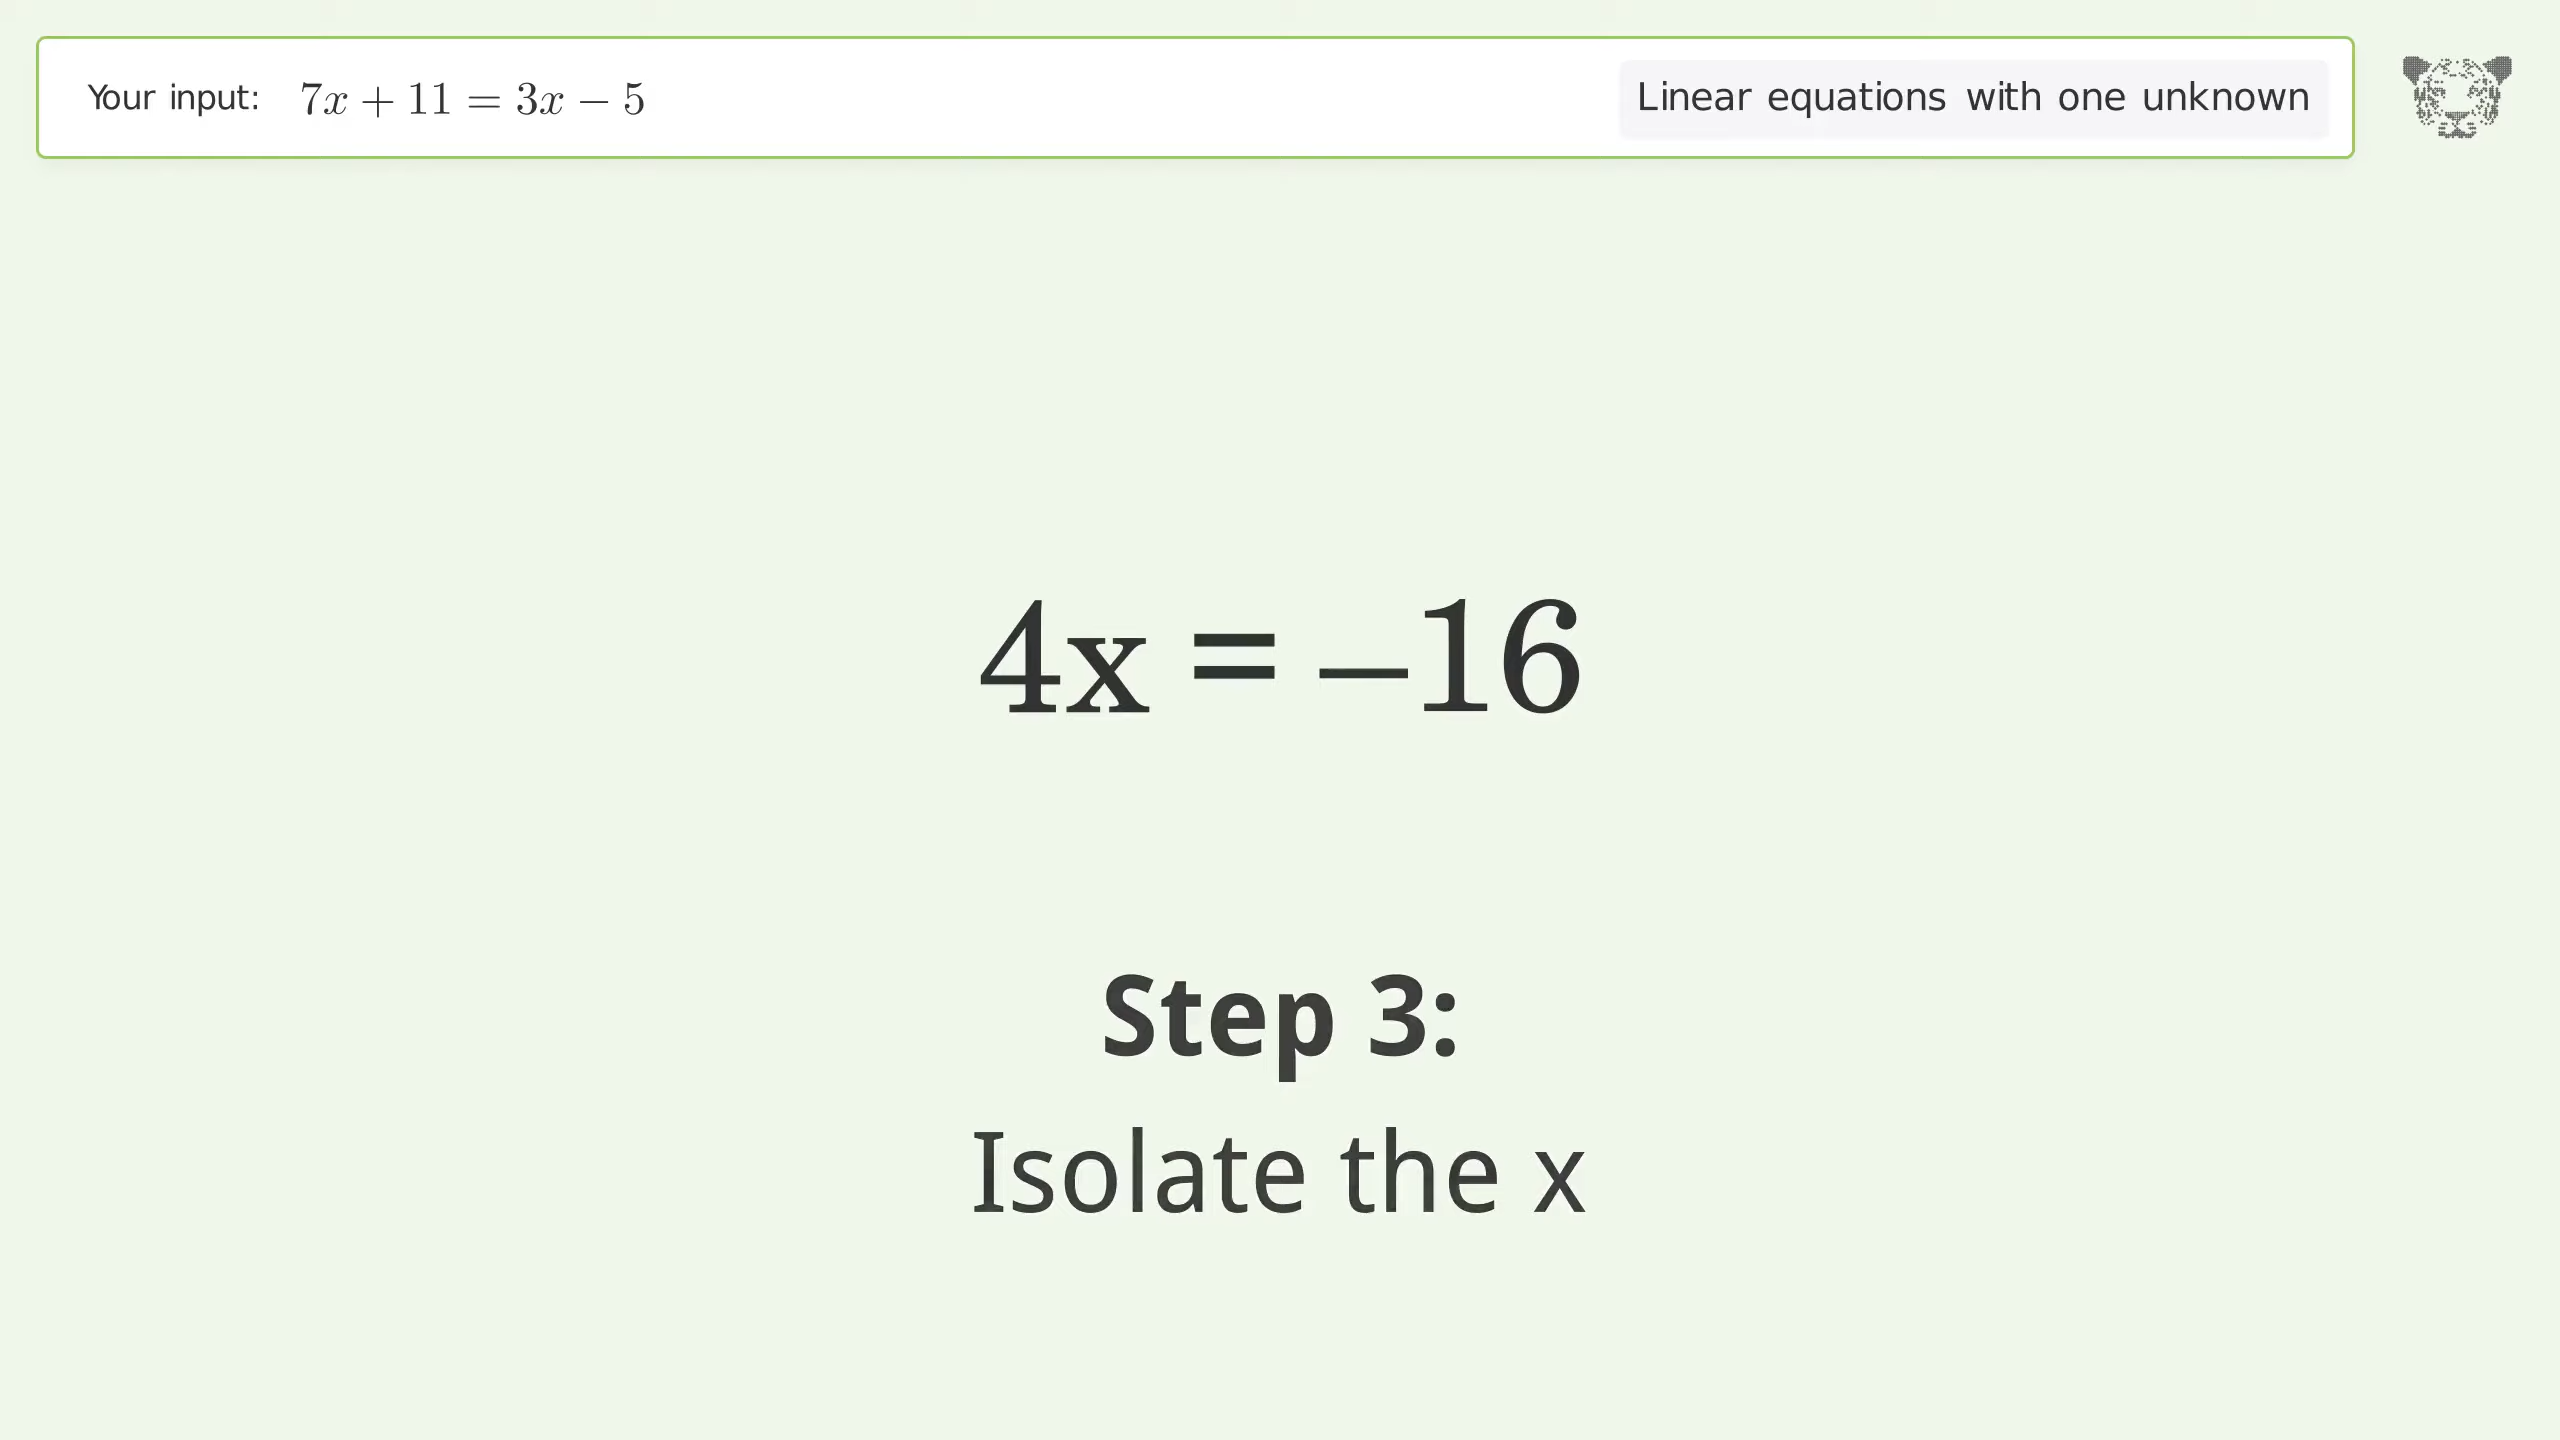 Your input: 7x + 11 = 3x − 5
Linear equations with one unknown
4x = −16
Step 3:
Isolate the x